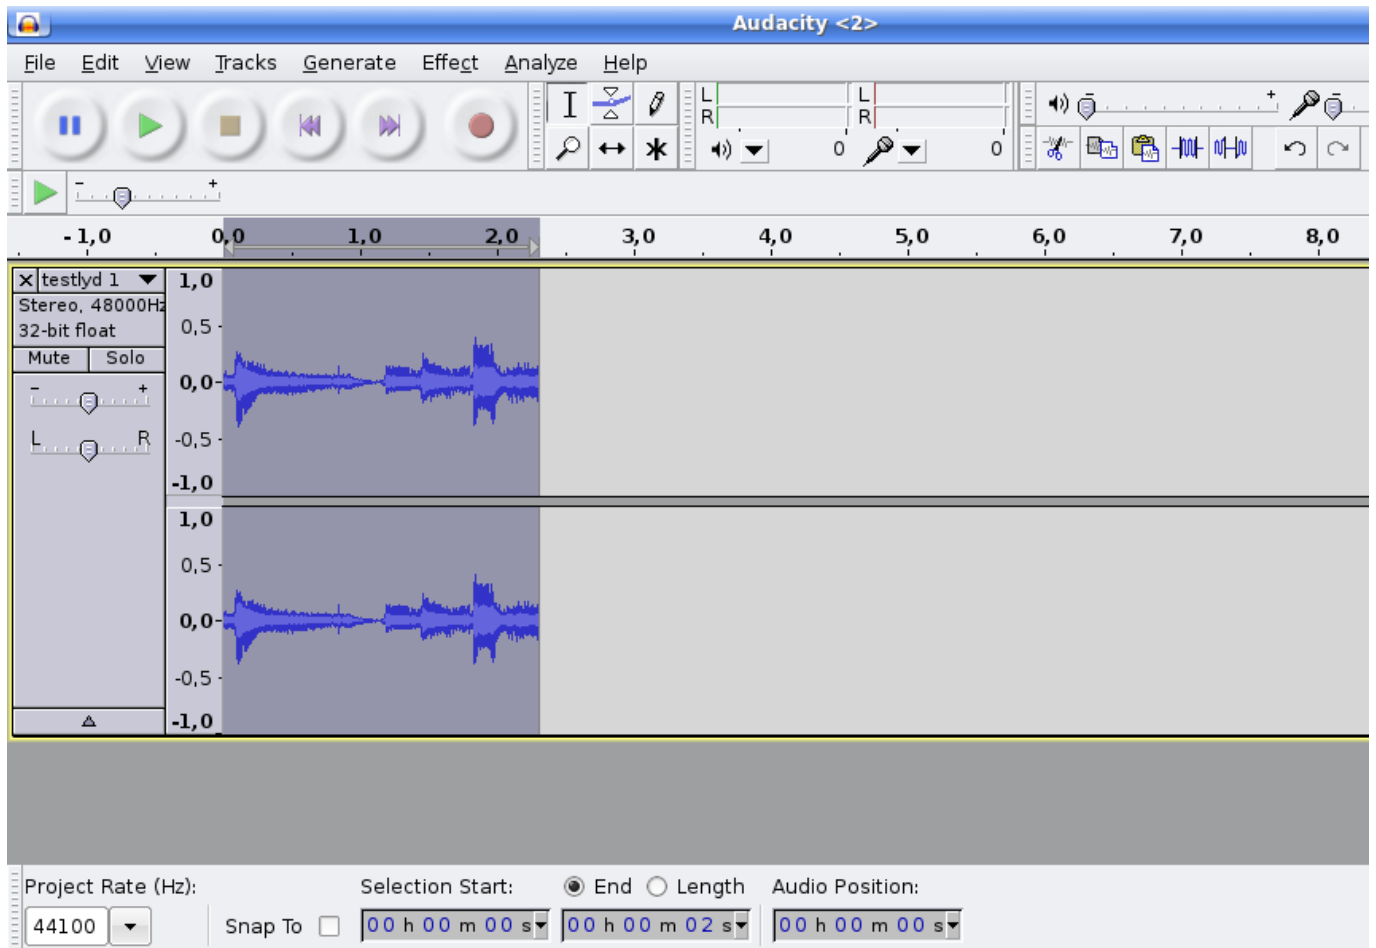 Audacity <2>
File Edit View Tracks Generate Effect Analyze Help
L L
R R
0 0
- +
- 1,0 0,0 1,0 2,0 3,0 4,0 5,0 6,0 7,0 8,0
testlyd 1
Stereo, 48000Hz
32-bit float
Mute Solo
- +
L R
1,0
0,5
0,0
-0,5
-1,0
1,0
0,5
0,0
-0,5
-1,0
Project Rate (Hz): Selection Start: End Length Audio Position:
44100 Snap To 00 h 00 m 00 s 00 h 00 m 02 s 00 h 00 m 00 s